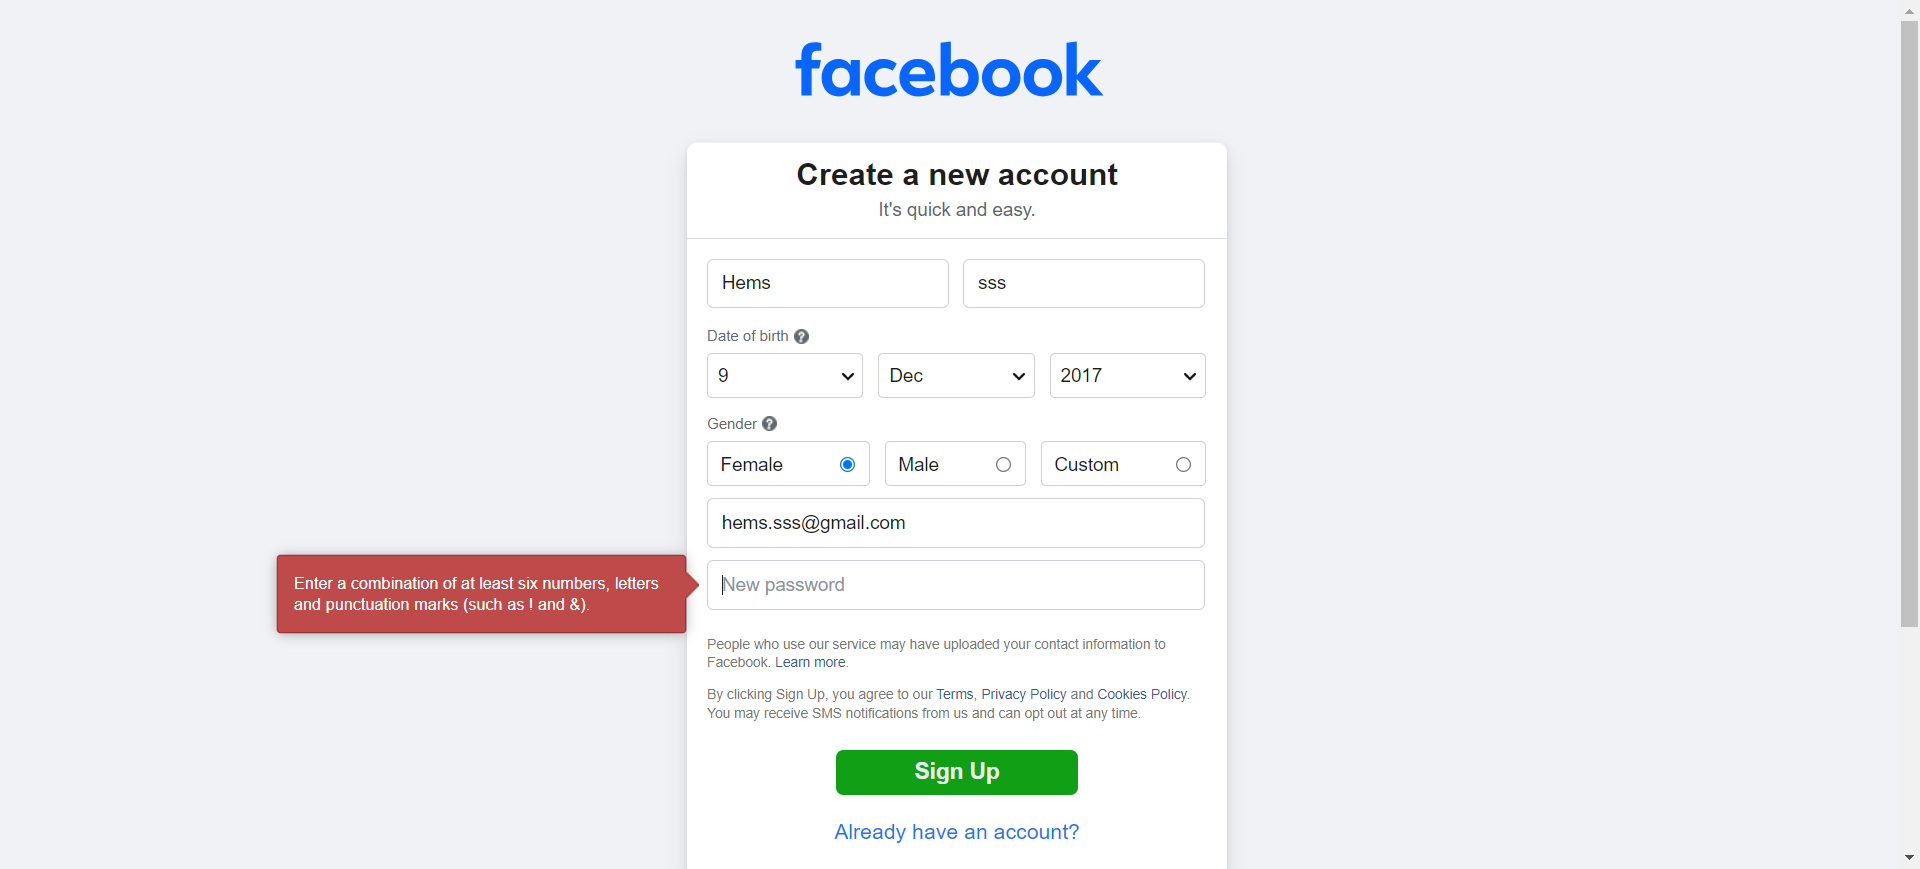 facebook
Create a new account
It's quick and easy.
Hems sss
Date of birth ?
9 Dec 2017
Gender ?
Female Male Custom
hems.sss@gmail.com
Enter a combination of at least six numbers, letters
and punctuation marks (such as ! and &).
New password
People who use our service may have uploaded your contact information to
Facebook. Learn more.
By clicking Sign Up, you agree to our Terms, Privacy Policy and Cookies Policy.
You may receive SMS notifications from us and can opt out at any time.
Sign Up
Already have an account?